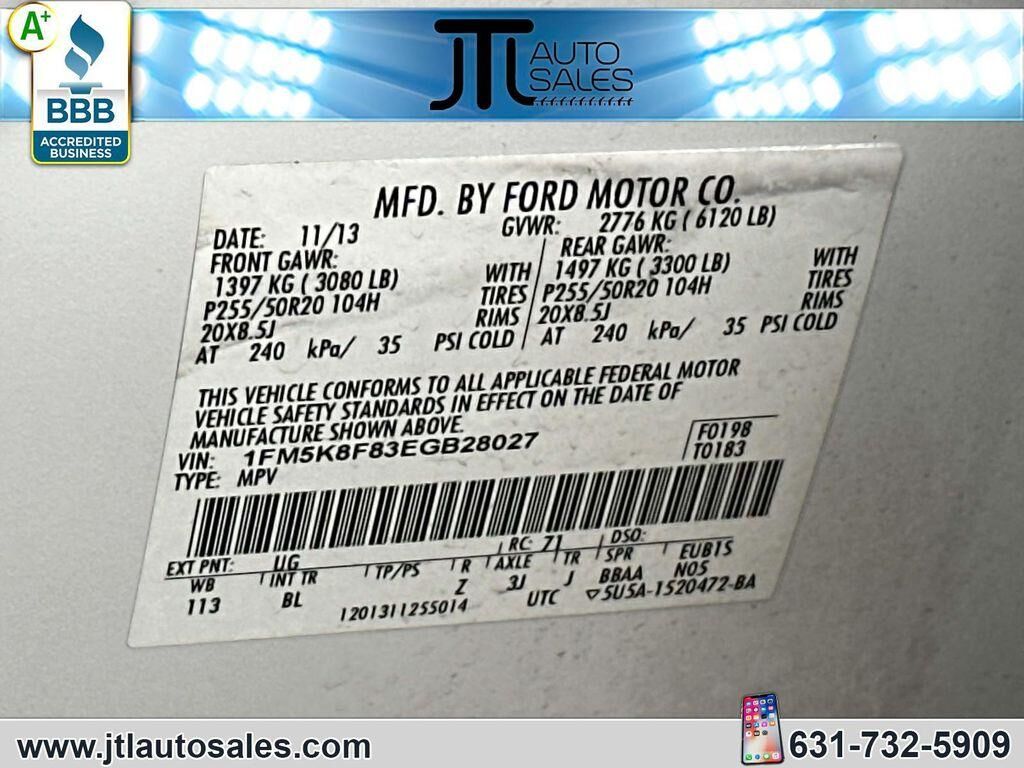 A+
JTL AUTO
SALES
BBB
ACCREDITED
BUSINESS
MFD. BY FORD MOTOR CO.
DATE: 11/13 GVWR: 2776 KG ( 6120 LB)
FRONT GAWR: REAR GAWR:
1397 KG ( 3080 LB) WITH 1497 KG ( 3300 LB) WITH
P255/50R20 104H TIRES P255/50R20 104H TIRES
20X8.5J RIMS 20X8.5J RIMS
AT 240 kPa/ 35 PSI COLD AT 240 kPa/ 35 PSI COLD
THIS VEHICLE CONFORMS TO ALL APPLICABLE FEDERAL MOTOR
VEHICLE SAFETY STANDARDS IN EFFECT ON THE DATE OF
MANUFACTURE SHOWN ABOVE.
VIN: 1FM5K8F83EGB28027 F0198
TYPE: MPV T0183
EXT PNT: UG RC: 71 DSO:
WB INT TR TP/PS R AXLE TR SPR EUB1S
113 BL Z 3J J BBAA N05
1201311255014 UTC ▽5U5A-1520472-BA
www.jtlautosales.com 631-732-5909